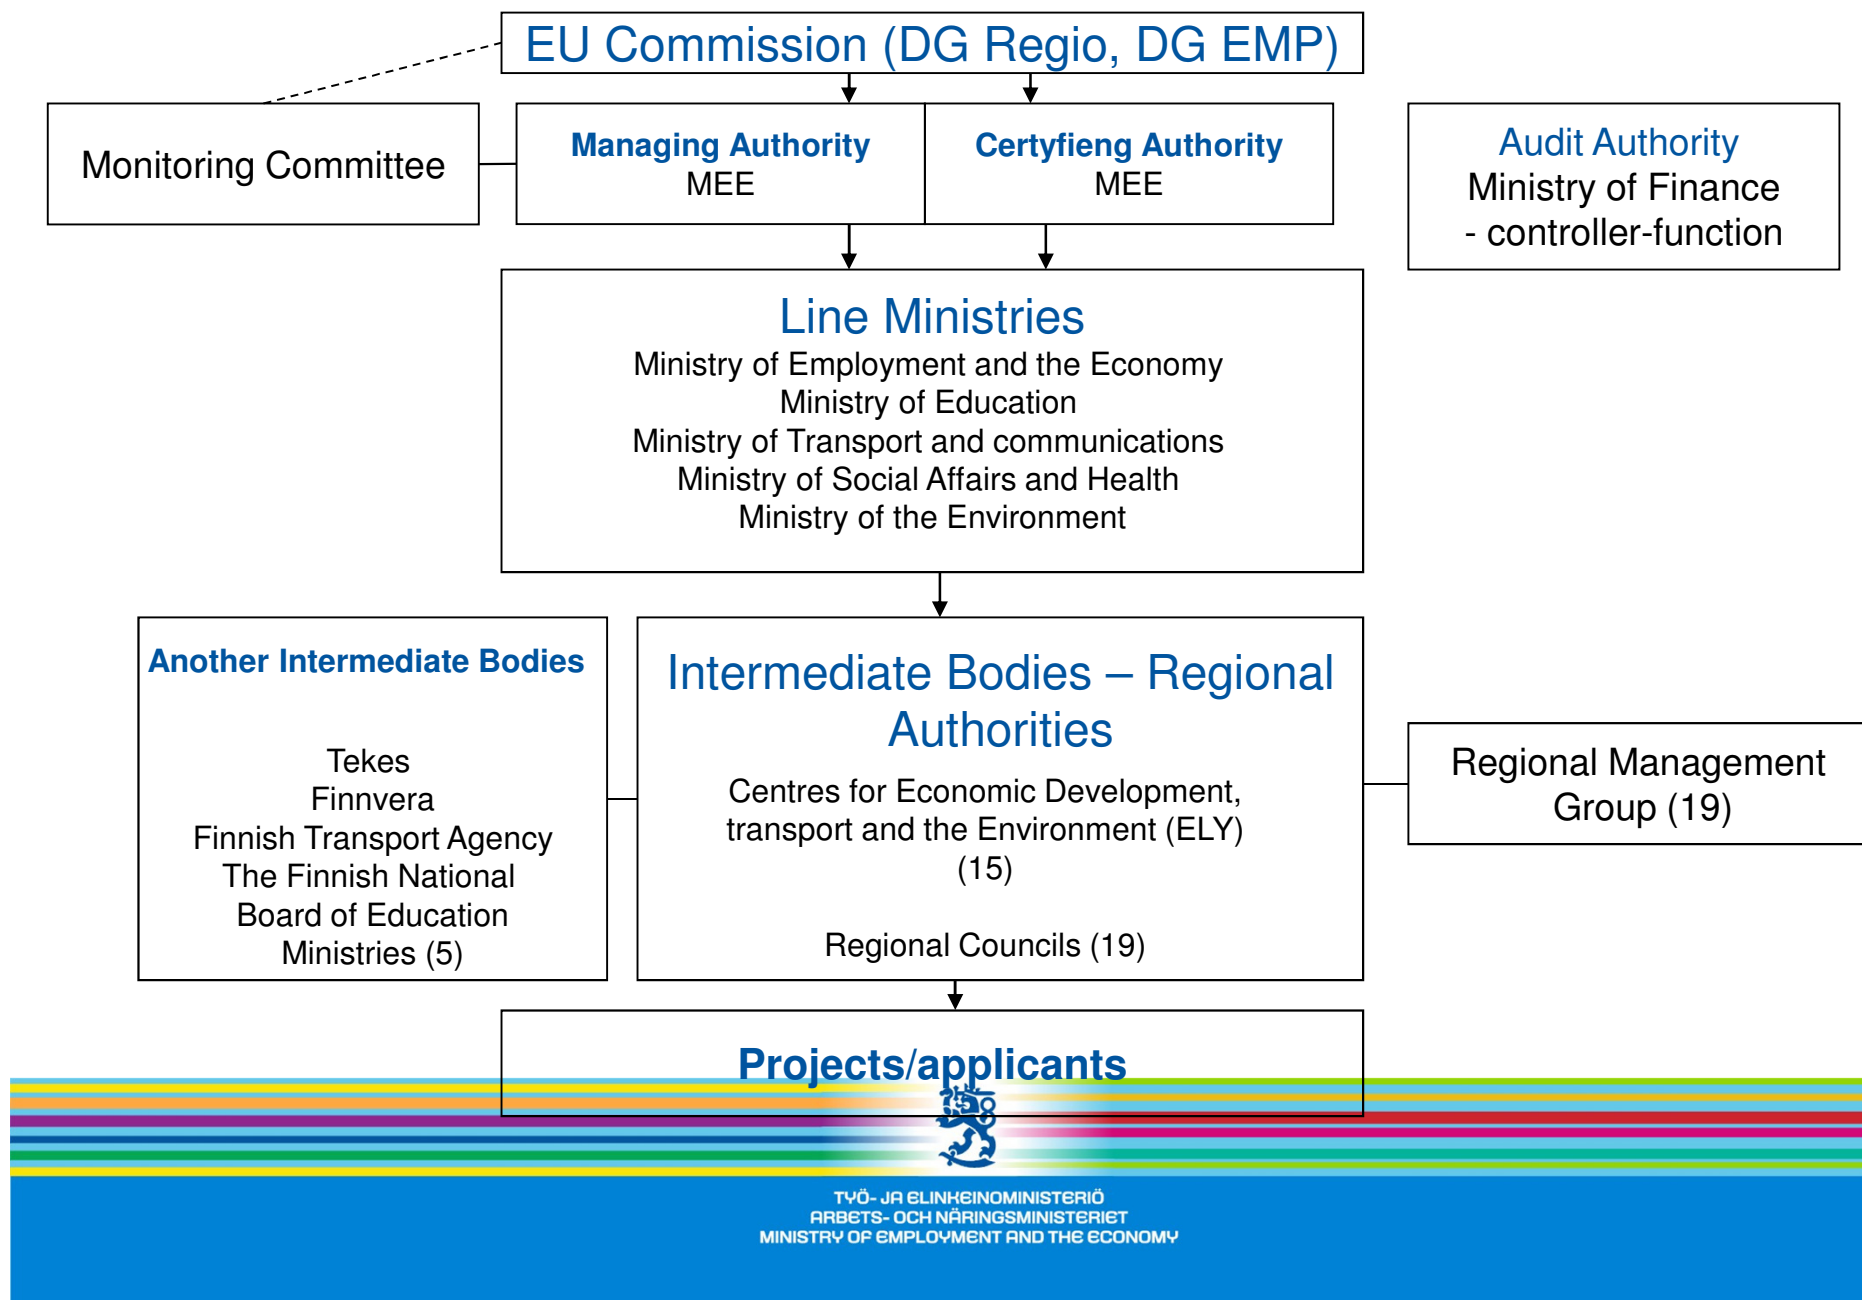 EU Commission (DG Regio, DG EMP)
Monitoring Committee
Managing Authority
MEE
Certyfieng Authority
MEE
Audit Authority
Ministry of Finance
- controller-function
Line Ministries
Ministry of Employment and the Economy
Ministry of Education
Ministry of Transport and communications
Ministry of Social Affairs and Health
Ministry of the Environment
Another Intermediate Bodies
Tekes
Finnvera
Finnish Transport Agency
The Finnish National
Board of Education
Ministries (5)
Intermediate Bodies – Regional
Authorities
Centres for Economic Development,
transport and the Environment (ELY)
(15)
Regional Councils (19)
Regional Management
Group (19)
Projects/applicants
TYÖ- JA ELINKEINOMINISTERIÖ
ARBETS- OCH NÄRINGSMINISTERIET
MINISTRY OF EMPLOYMENT AND THE ECONOMY